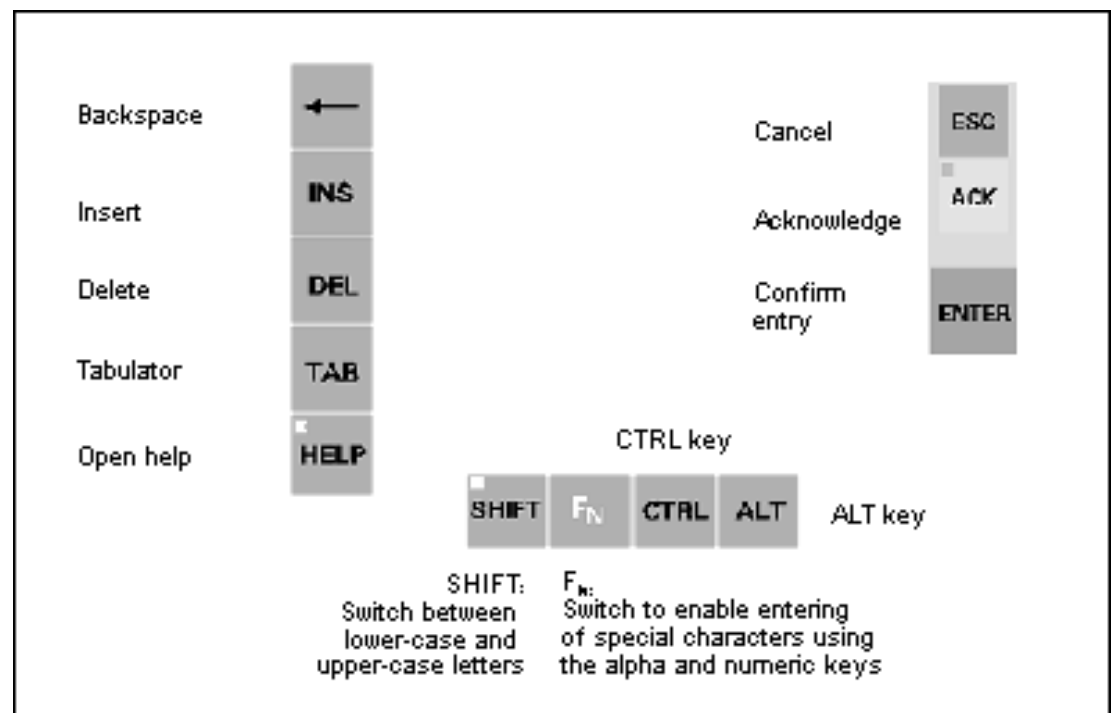 Backspace
Insert
INS
Delete
DEL
Tabulator
TAB
Open help
HELP
Cancel
ESC
Acknowledge
ACK
Confirm
entry
ENTER
CTRL key
SHIFT FN CTRL ALT
ALT key
SHIFT:
Switch between
lower-case and
upper-case letters
FN:
Switch to enable entering
of special characters using
the alpha and numeric keys